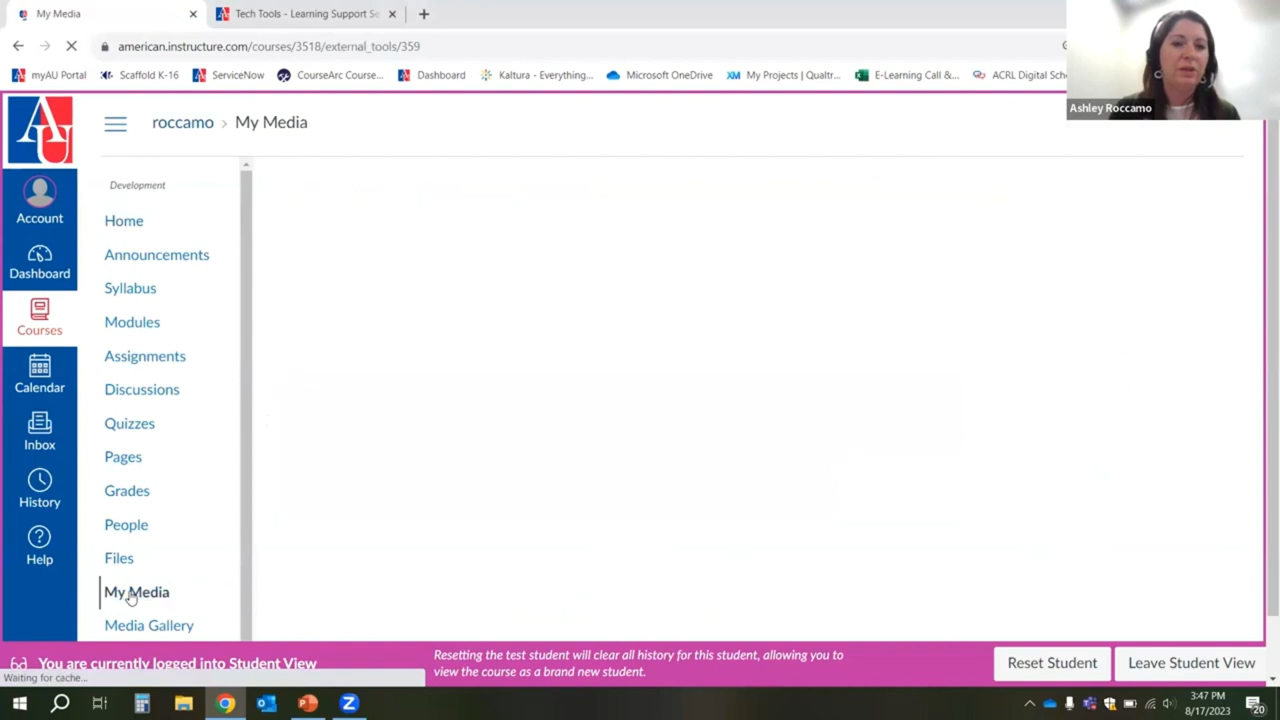 My Media
Tech Tools - Learning Support Se
american.instructure.com/courses/3518/external_tools/359
myAU Portal
Scaffold K-16
ServiceNow
CourseArc Course...
Dashboard
Kaltura - Everything...
Microsoft OneDrive
XM My Projects (Qualtr...
E-Learning Call &...
ACRL Digital Sch
Ashley Roccamo
AU
roccamo > My Media
Development
Account
Dashboard
Courses
Calendar
Inbox
History
Help
Home
Announcements
Syllabus
Modules
Assignments
Discussions
Quizzes
Pages
Grades
People
Files
My Media
Media Gallery
You are currently logged into Student View
Resetting the test student will clear all history for this student, allowing you to
view the course as a brand new student.
Reset Student
Leave Student View
Waiting for cache...
3:47 PM
8/17/2023
20